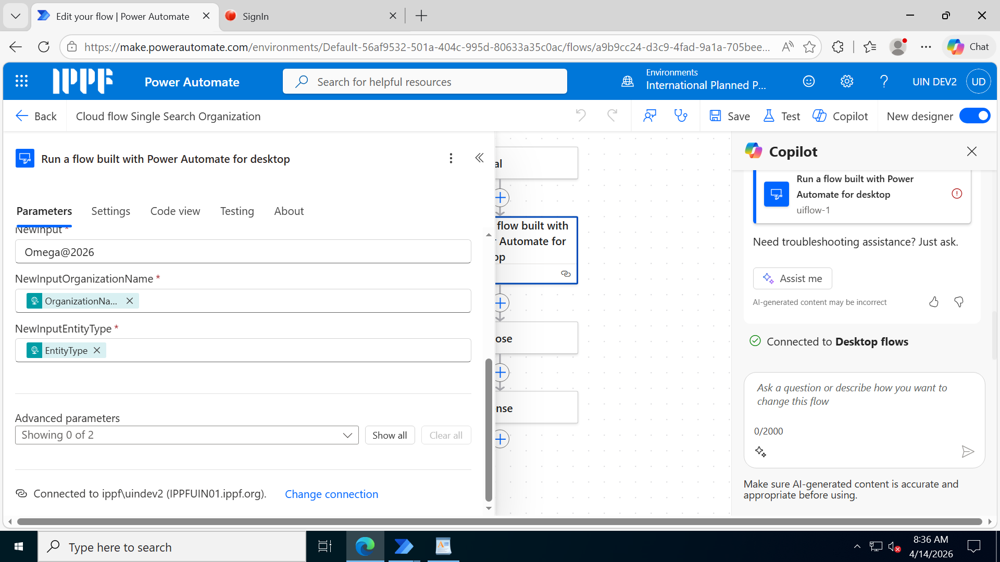 Edit your flow | Power Automate
SignIn
https://make.powerautomate.com/environments/Default-56af9532-501a-404c-995d-80633a35c0ac/flows/a9b9cc24-d3c9-4fad-9a1a-705bee...
Chat
IPPF
Power Automate
Search for helpful resources
Environments
International Planned P...
UIN DEV2
UD
Back
Cloud flow Single Search Organization
Save
Test
Copilot
New designer
Run a flow built with Power Automate for desktop
Parameters
Settings
Code view
Testing
About
NewInput *
Omega@2026
NewInputOrganizationName *
OrganizationNa...
NewInputEntityType *
EntityType
Advanced parameters
Showing 0 of 2
Show all
Clear all
Connected to ippf\uindev2 (IPPFUIN01.ippf.org).
Change connection
al
flow built with
Automate for
op
ose
nse
Copilot
Run a flow built with Power
Automate for desktop
uiflow-1
Need troubleshooting assistance? Just ask.
Assist me
AI-generated content may be incorrect
Connected to Desktop flows
Ask a question or describe how you want to
change this flow
0/2000
Make sure AI-generated content is accurate and
appropriate before using.
Type here to search
8:36 AM
4/14/2026